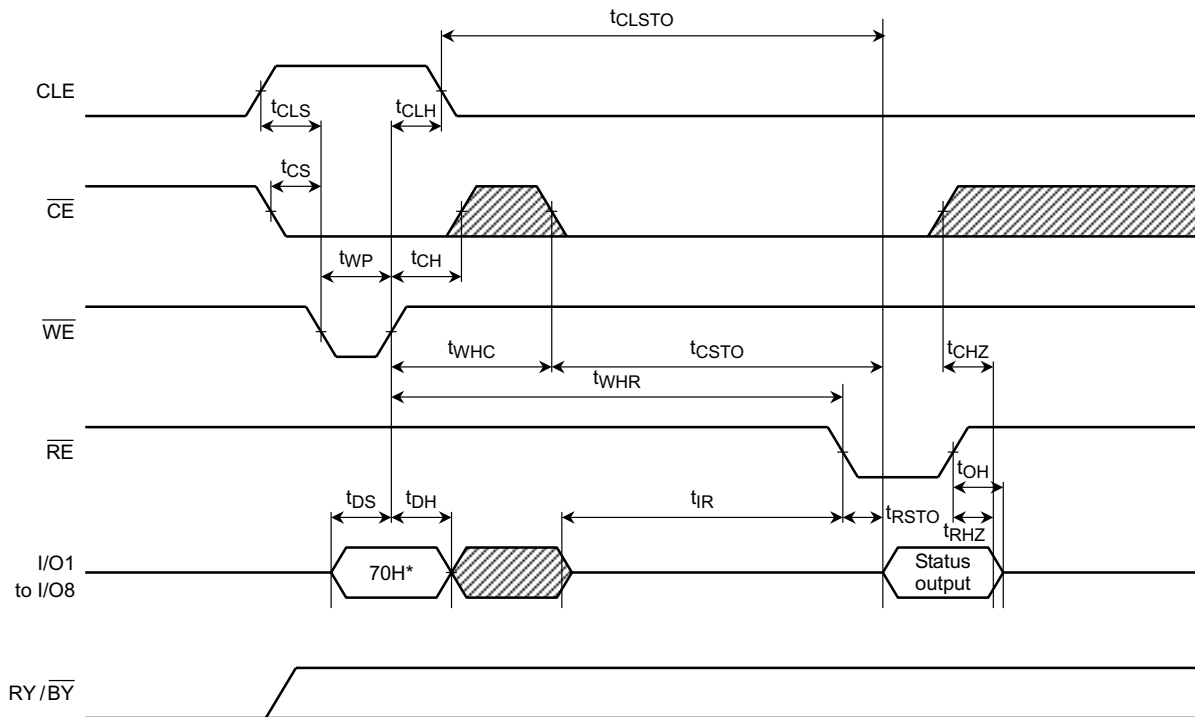 tCLSTO
CLE
tCLS
tCLH
tCS
CE
tWP
tCH
WE
tWHC
tCSTO
tCHZ
tWHR
RE
tOH
tDS
tDH
tIR
tRSTO
tRHZ
I/O1
to I/O8
70H*
Status
output
RY/BY